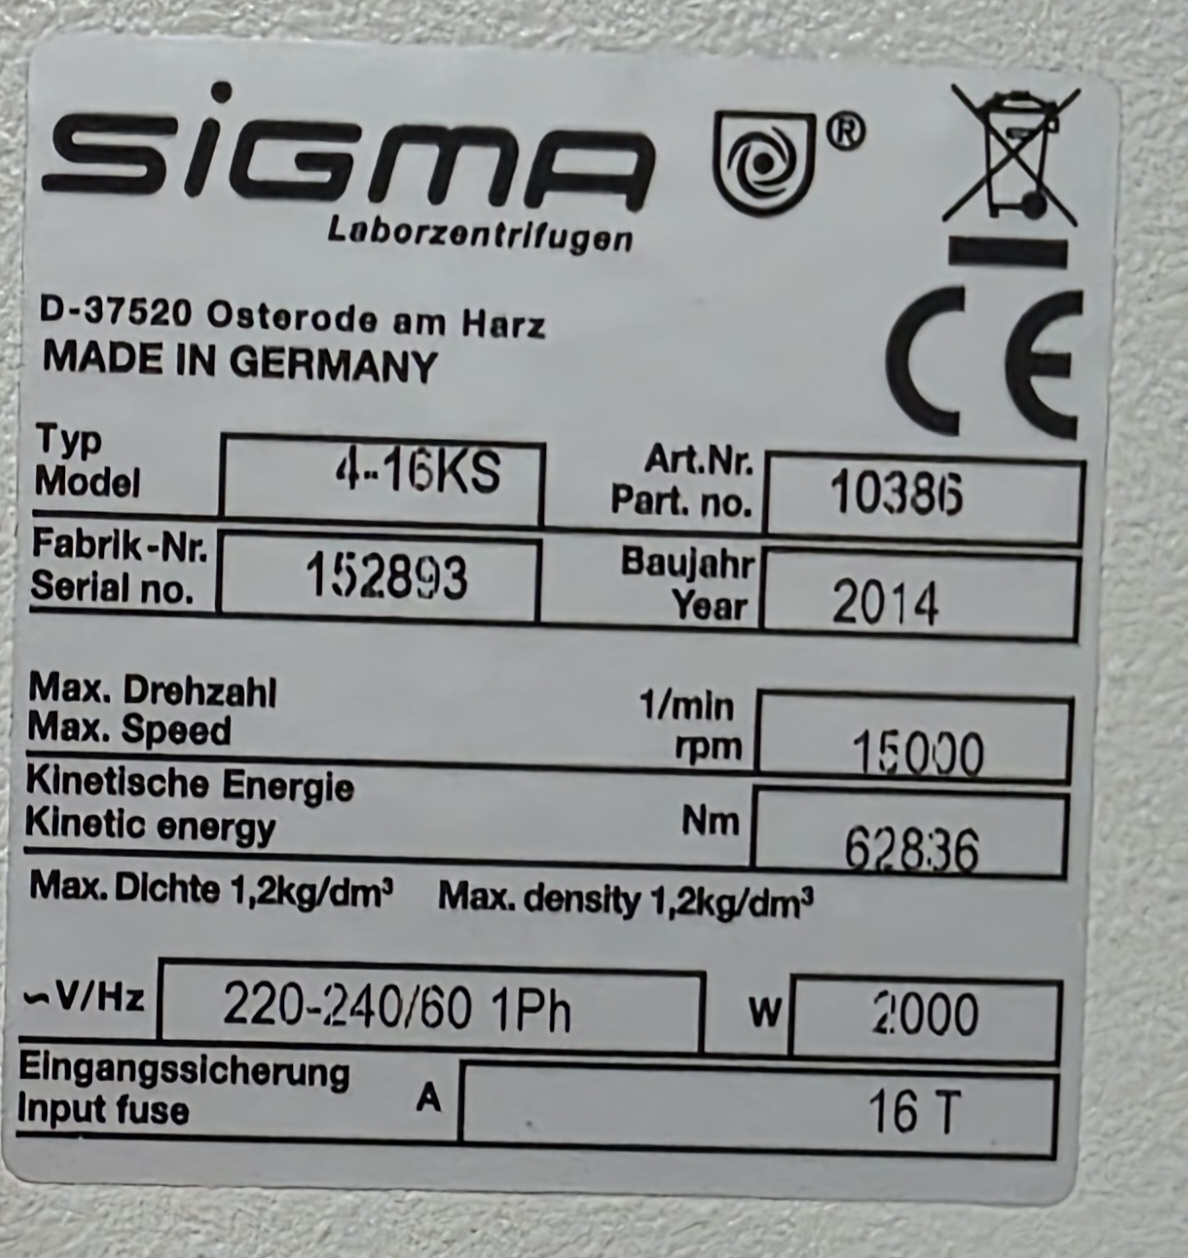 sigma ®
Laborzentrifugen
D-37520 Osterode am Harz
MADE IN GERMANY
CE
Typ
Model 4-16KS
Art.Nr.
Part. no. 10386
Fabrik-Nr.
Serial no. 152893
Baujahr
Year 2014
Max. Drehzahl 1/min
Max. Speed rpm 15000
Kinetische Energie
Kinetic energy Nm 62836
Max. Dichte 1,2kg/dm³ Max. density 1,2kg/dm³
~V/Hz 220-240/60 1Ph W 2000
Eingangssicherung
Input fuse A 16 T